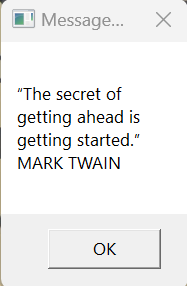 Message...
“The secret of
getting ahead is
getting started.”
MARK TWAIN
OK